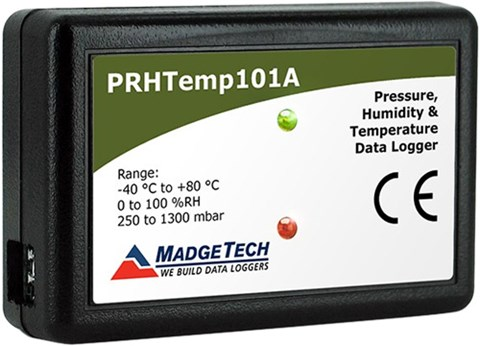 PRHTemp101A
Pressure,
Humidity &
Temperature
Data Logger
Range:
-40 °C to +80 °C
0 to 100 %RH
250 to 1300 mbar
CE
MADGETECH
WE BUILD DATA LOGGERS